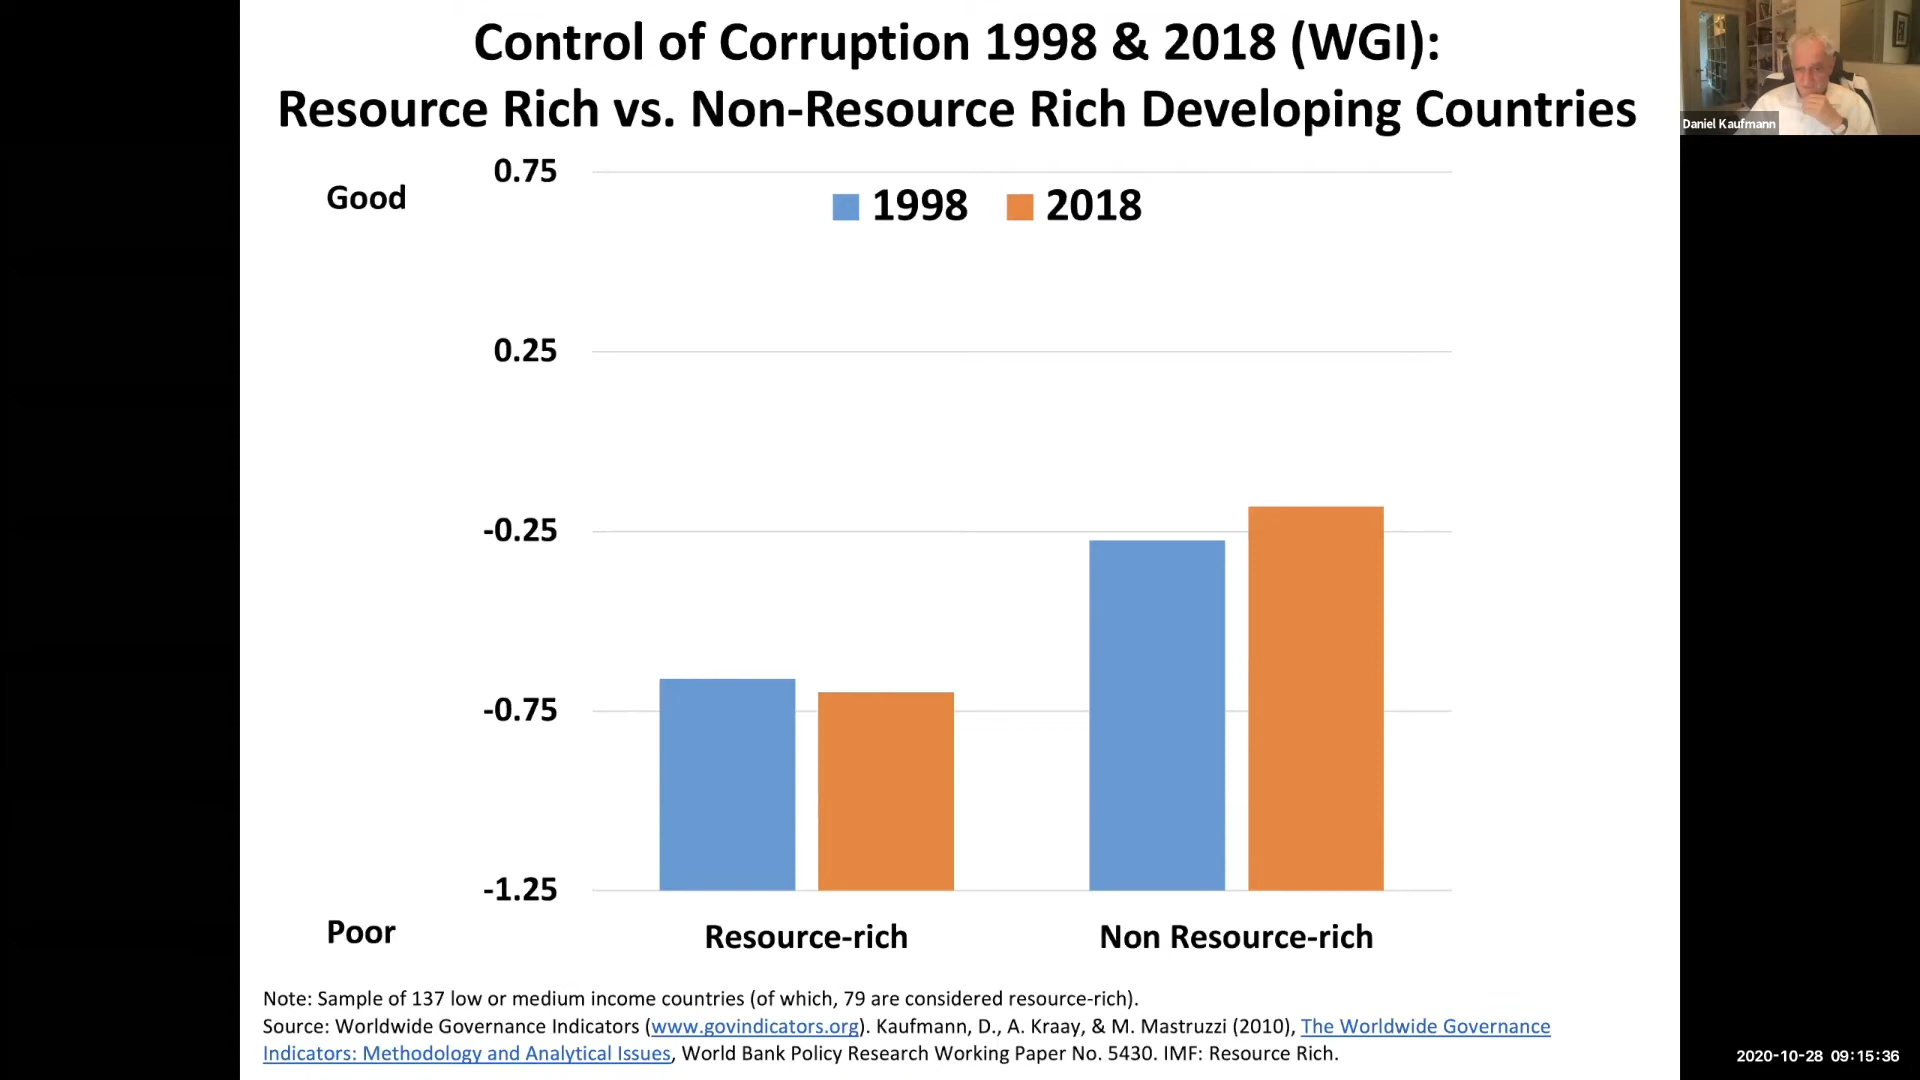 Control of Corruption 1998 & 2018 (WGI):
Resource Rich vs. Non-Resource Rich Developing Countries
Daniel Kaufmann
0.75
Good
1998 2018
0.25
-0.25
-0.75
-1.25
Poor
Resource-rich Non Resource-rich
Note: Sample of 137 low or medium income countries (of which, 79 are considered resource-rich).
Source: Worldwide Governance Indicators (www.govindicators.org). Kaufmann, D., A. Kraay, & M. Mastruzzi (2010), The Worldwide Governance
Indicators: Methodology and Analytical Issues, World Bank Policy Research Working Paper No. 5430. IMF: Resource Rich.
2020-10-28 09:15:36